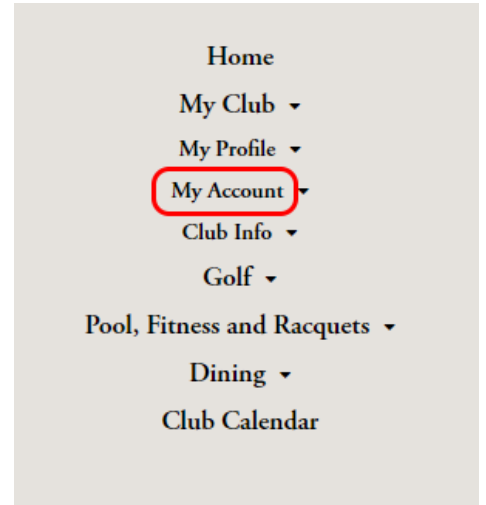 Home
My Club
My Profile
My Account
Club Info
Golf
Pool, Fitness and Racquets
Dining
Club Calendar